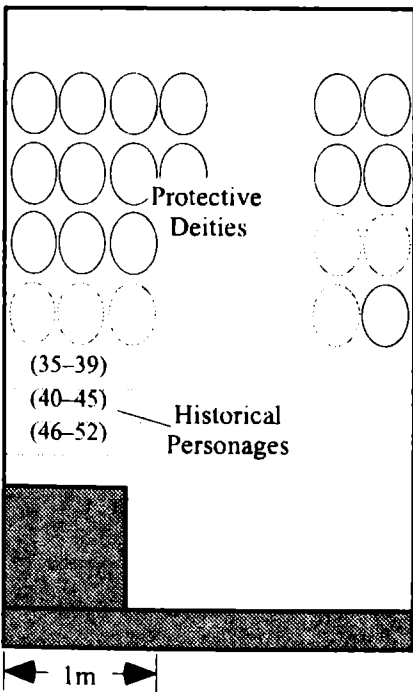 Protective
Deities
(35–39)
(40–45)
(46–52)
Historical
Personages
1m